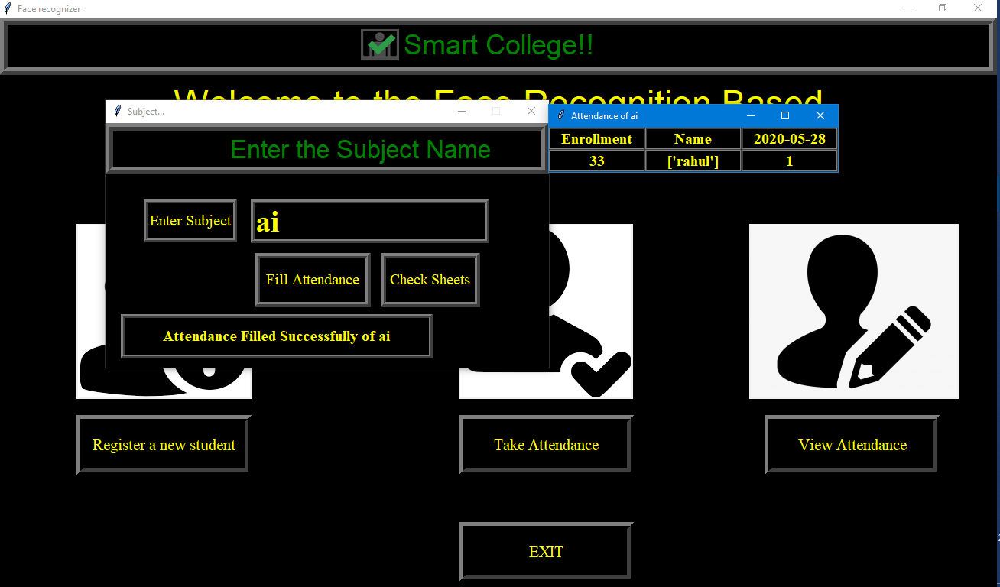 Face recognizer
Smart College!!
Welcome to the Face Recognition Based
Subject...
Enter the Subject Name
Enter Subject
ai
Fill Attendance
Check Sheets
Attendance Filled Successfully of ai
Attendance of ai
Enrollment Name 2020-05-28
33 ['rahul'] 1
Register a new student
Take Attendance
View Attendance
EXIT